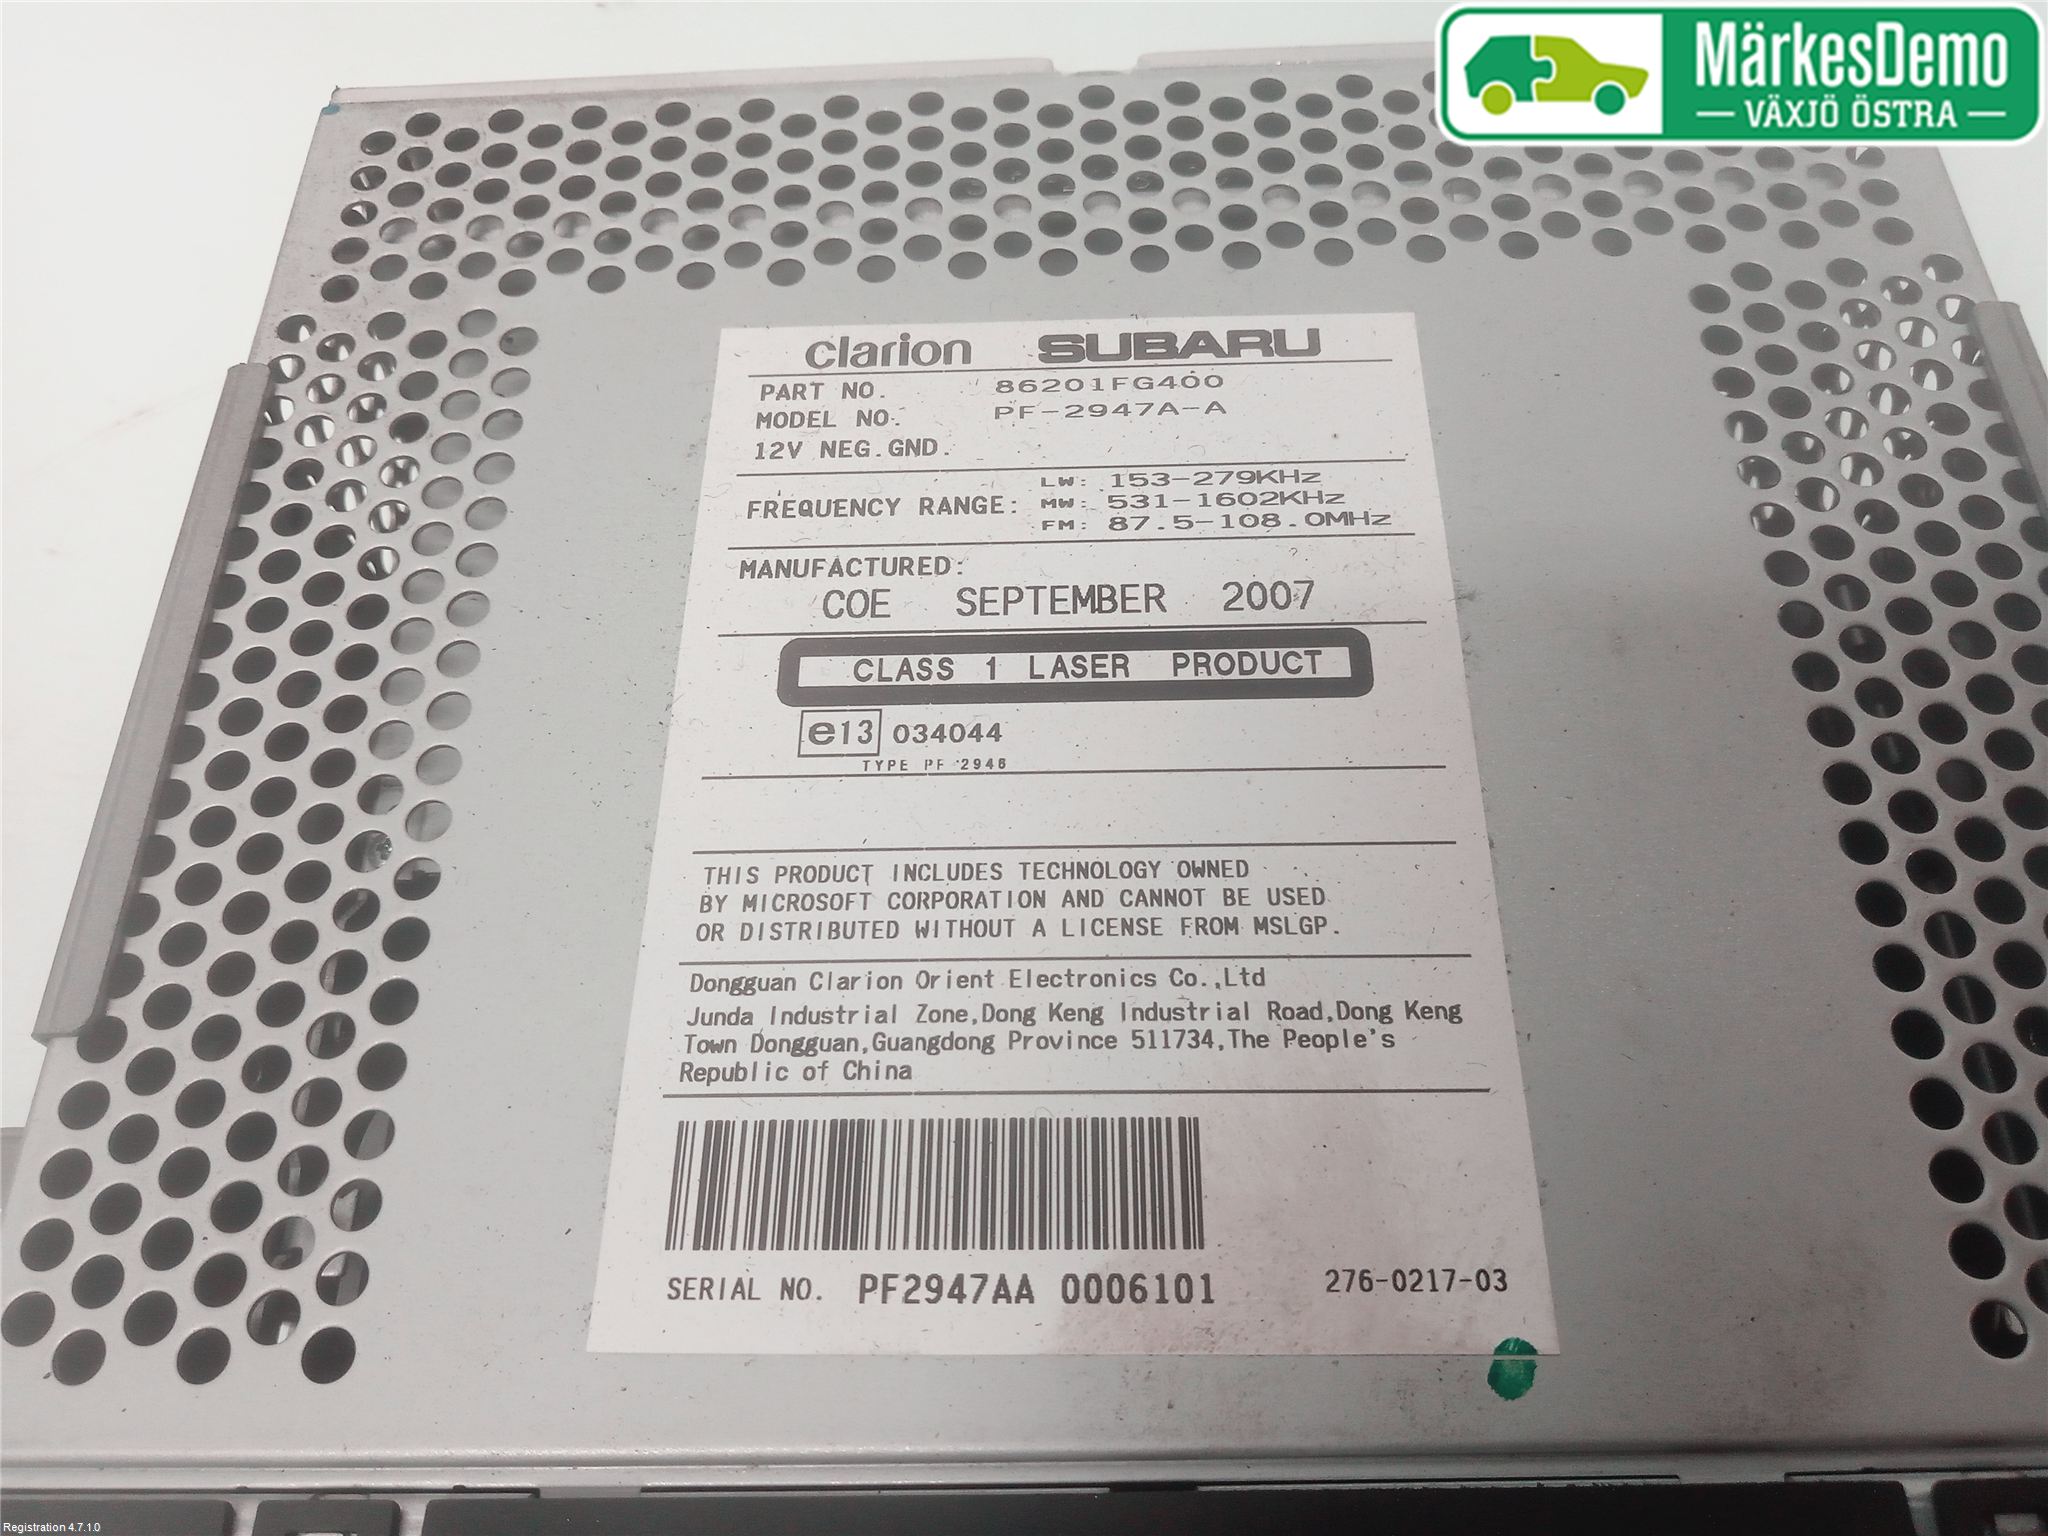 MärkesDemo
VÄXJÖ ÖSTRA
clarion SUBARU
PART NO. 86201FG400
MODEL NO. PF-2947A-A
12V NEG.GND.
FREQUENCY RANGE: LW: 153-279KHz
MW: 531-1602KHz
FM: 87.5-108.0MHz
MANUFACTURED:
COE SEPTEMBER 2007
CLASS 1 LASER PRODUCT
e13 034044
TYPE PF 2946
THIS PRODUCT INCLUDES TECHNOLOGY OWNED
BY MICROSOFT CORPORATION AND CANNOT BE USED
OR DISTRIBUTED WITHOUT A LICENSE FROM MSLGP.
Dongguan Clarion Orient Electronics Co.,Ltd
Junda Industrial Zone,Dong Keng Industrial Road,Dong Keng
Town Dongguan,Guangdong Province 511734,The People's
Republic of China
SERIAL NO. PF2947AA 0006101 276-0217-03
Registration 4.7.1.0